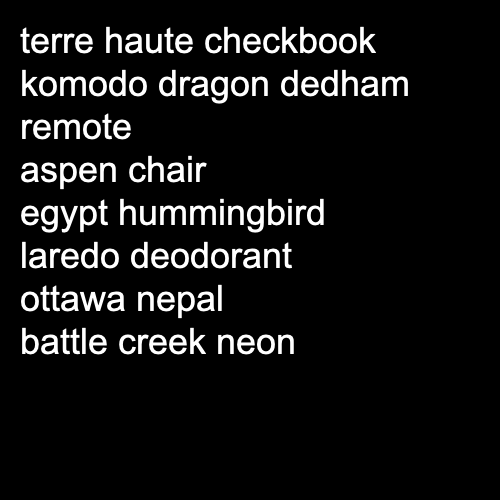 terre haute checkbook
komodo dragon dedham
remote
aspen chair
egypt hummingbird
laredo deodorant
ottawa nepal
battle creek neon